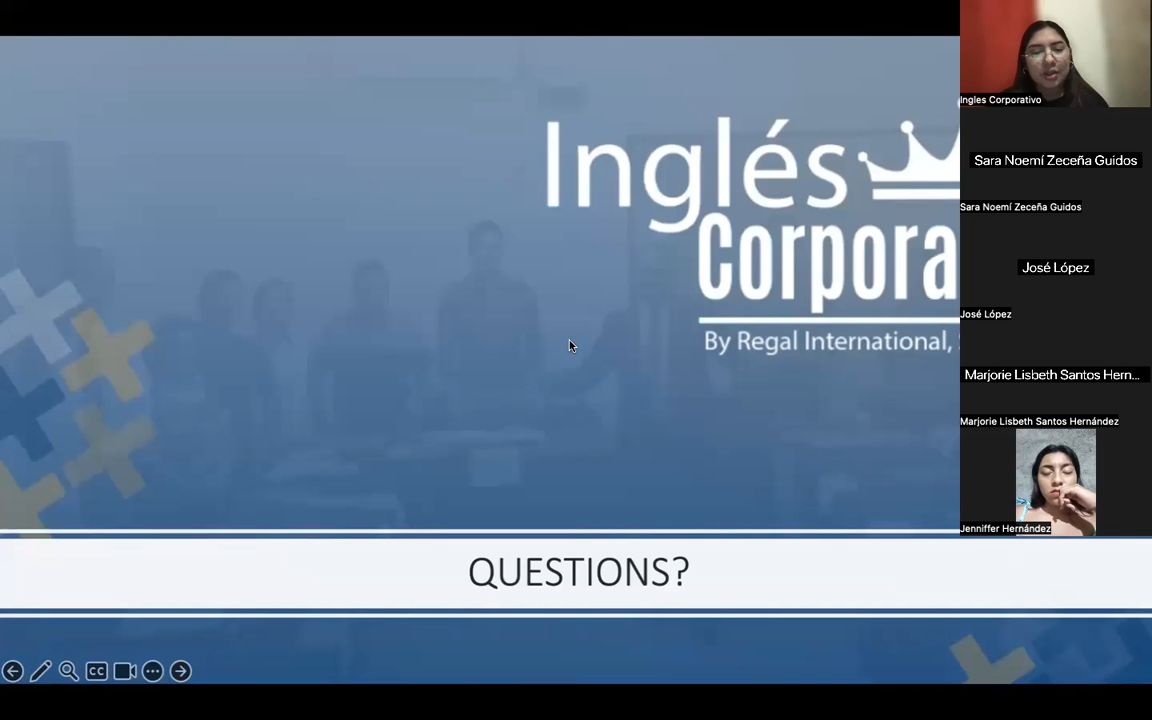 Inglés
Corpora
By Regal International,
QUESTIONS?
CC
Ingles Corporativo
Sara Noemí Zeceña Guidos
Sara Noemí Zeceña Guidos
José López
José López
Marjorie Lisbeth Santos Hern...
Marjorie Lisbeth Santos Hernández
Jenniffer Hernández